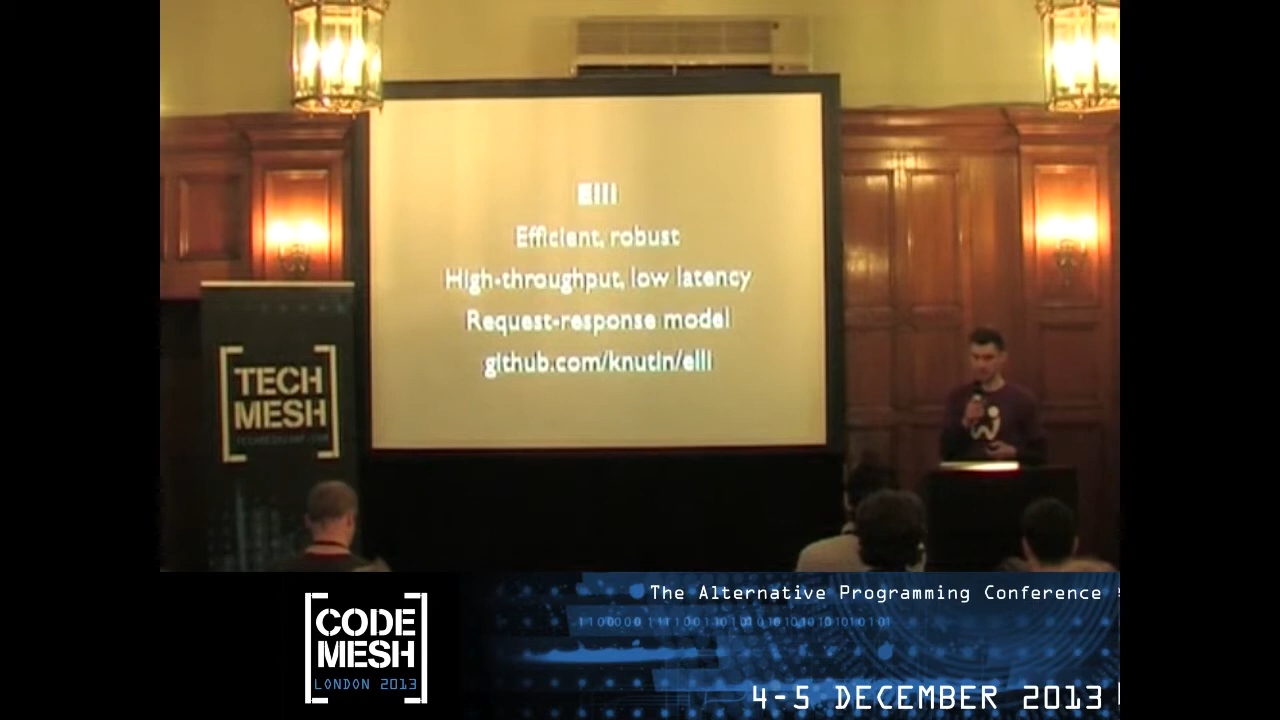 Elli
Efficient, robust
High-throughput, low latency
Request-response model
github.com/knutin/elli
TECH
MESH
CODE
MESH
LONDON 2013
The Alternative Programming Conference
4-5 DECEMBER 2013